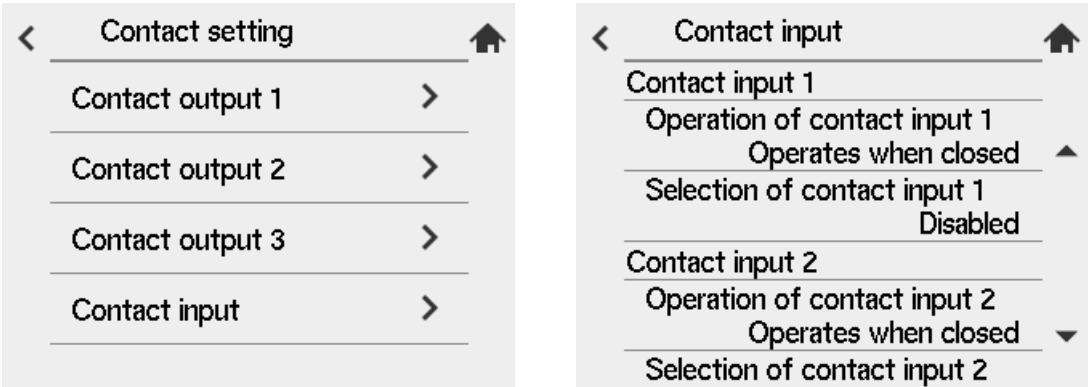 Contact setting
Contact output 1
Contact output 2
Contact output 3
Contact input
Contact input
Contact input 1
Operation of contact input 1
Operates when closed
Selection of contact input 1
Disabled
Contact input 2
Operation of contact input 2
Operates when closed
Selection of contact input 2